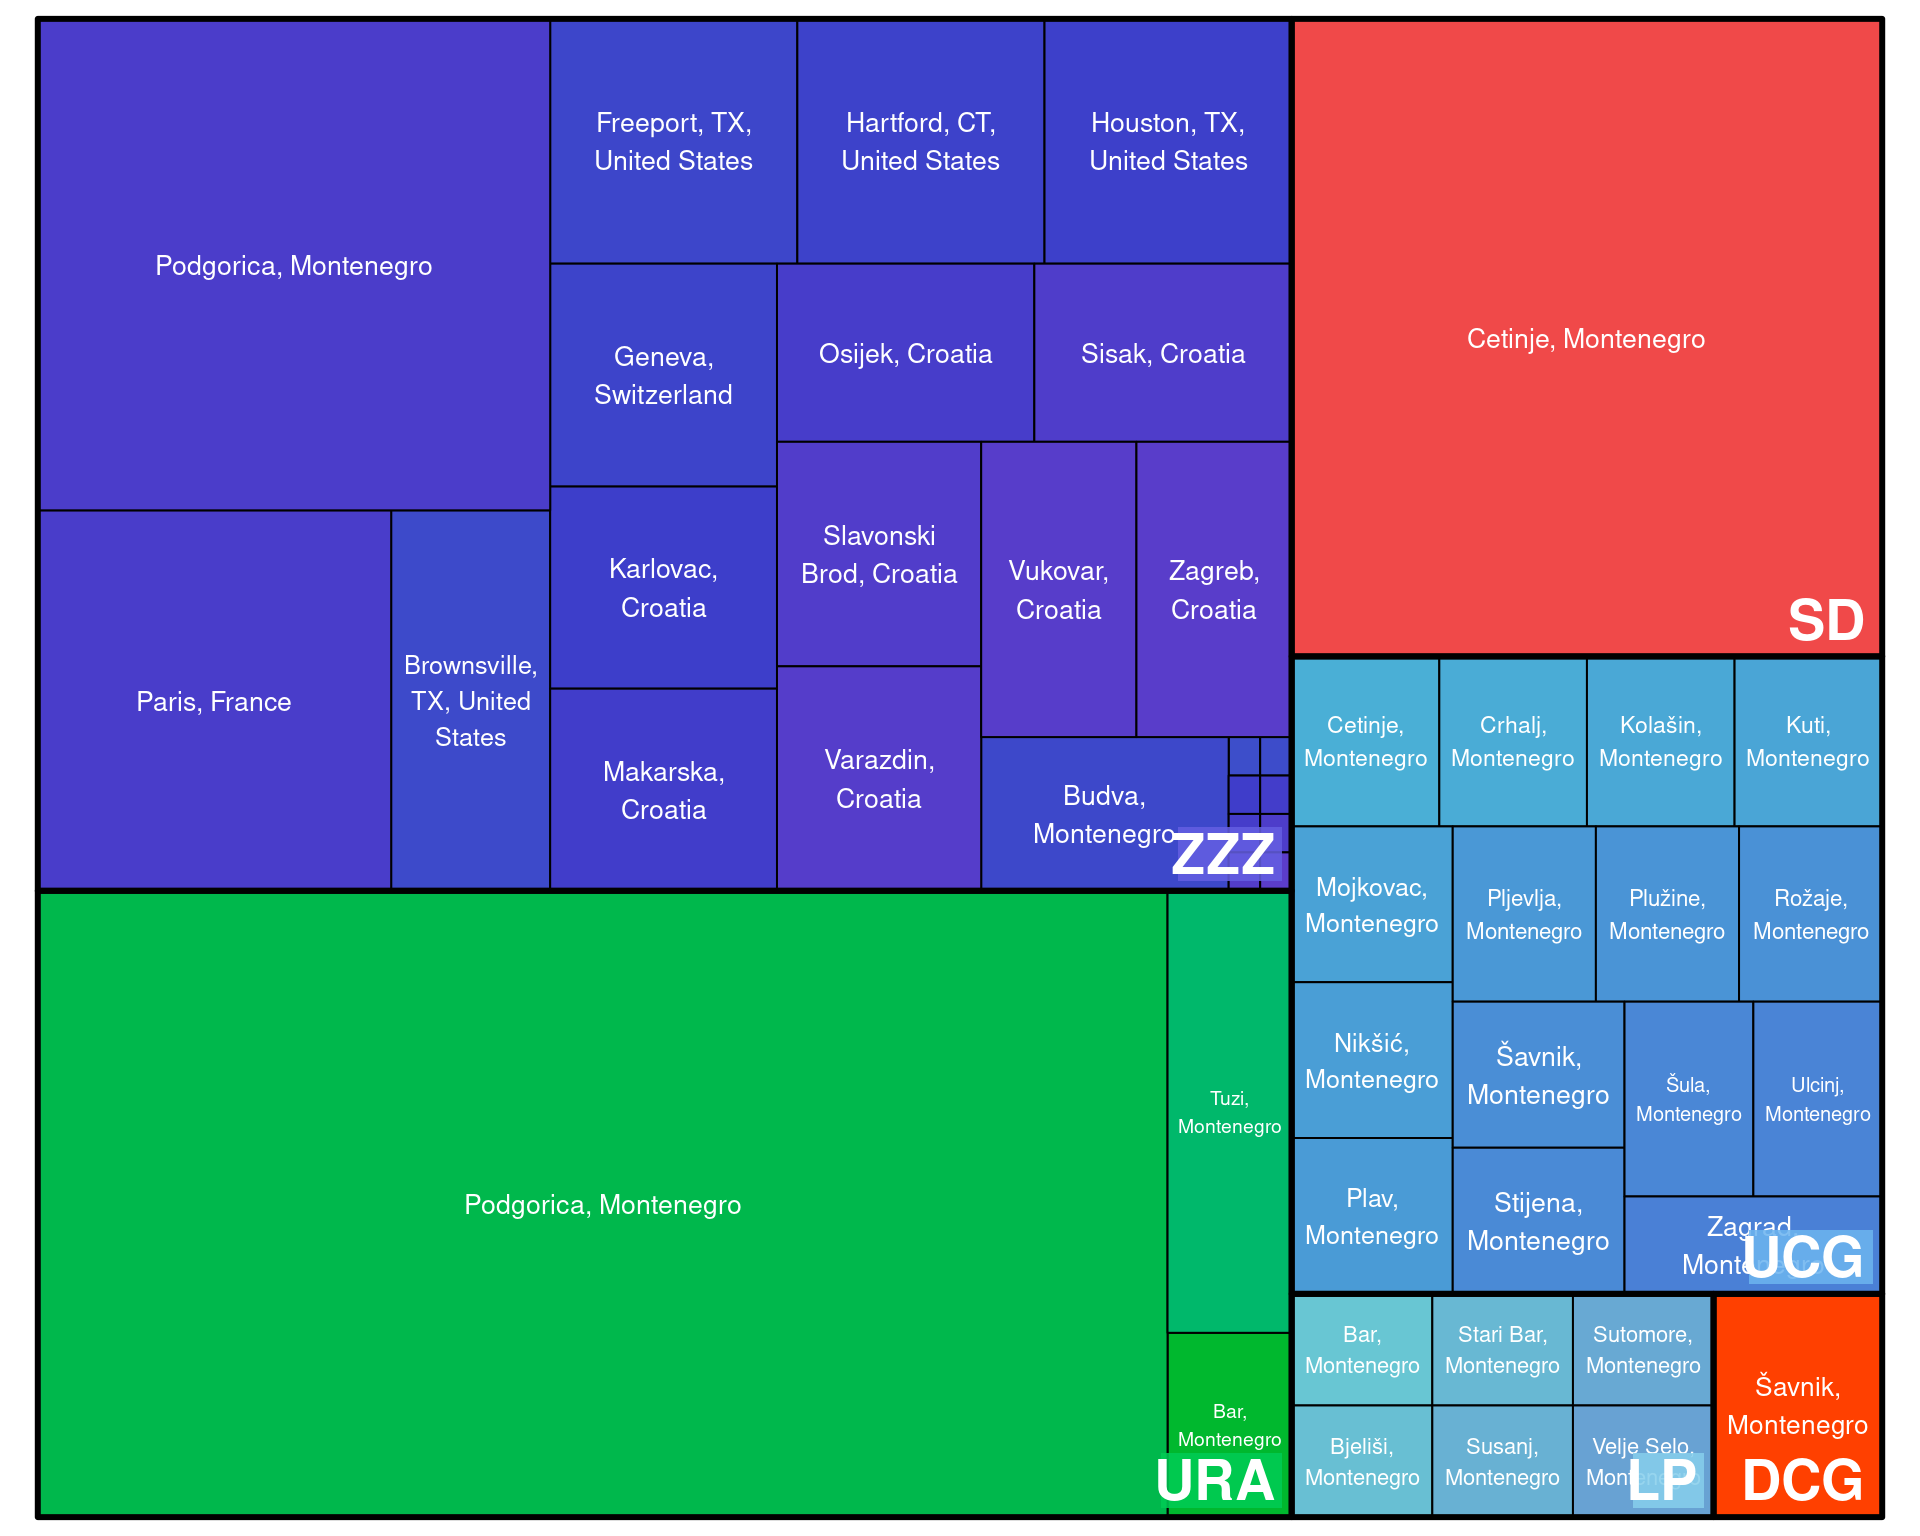 Podgorica, Montenegro
Freeport, TX,
United States
Hartford, CT,
United States
Houston, TX,
United States
Geneva,
Switzerland
Osijek, Croatia
Sisak, Croatia
Paris, France
Brownsville,
TX, United
States
Karlovac,
Croatia
Makarska,
Croatia
Slavonski
Brod, Croatia
Varazdin,
Croatia
Vukovar,
Croatia
Zagreb,
Croatia
Budva,
Montenegro
ZZZ
Cetinje, Montenegro
SD
Podgorica, Montenegro
Tuzi,
Montenegro
Bar,
Montenegro
URA
Cetinje,
Montenegro
Crhalj,
Montenegro
Kolašin,
Montenegro
Kuti,
Montenegro
Mojkovac,
Montenegro
Pljevlja,
Montenegro
Plužine,
Montenegro
Rožaje,
Montenegro
Nikšić,
Montenegro
Šavnik,
Montenegro
Šula,
Montenegro
Ulcinj,
Montenegro
Plav,
Montenegro
Stijena,
Montenegro
Zagrad,
Montenegro
UCG
Bar,
Montenegro
Stari Bar,
Montenegro
Sutomore,
Montenegro
Bjeliši,
Montenegro
Susanj,
Montenegro
Velje Selo,
Montenegro
LP
Šavnik,
Montenegro
DCG